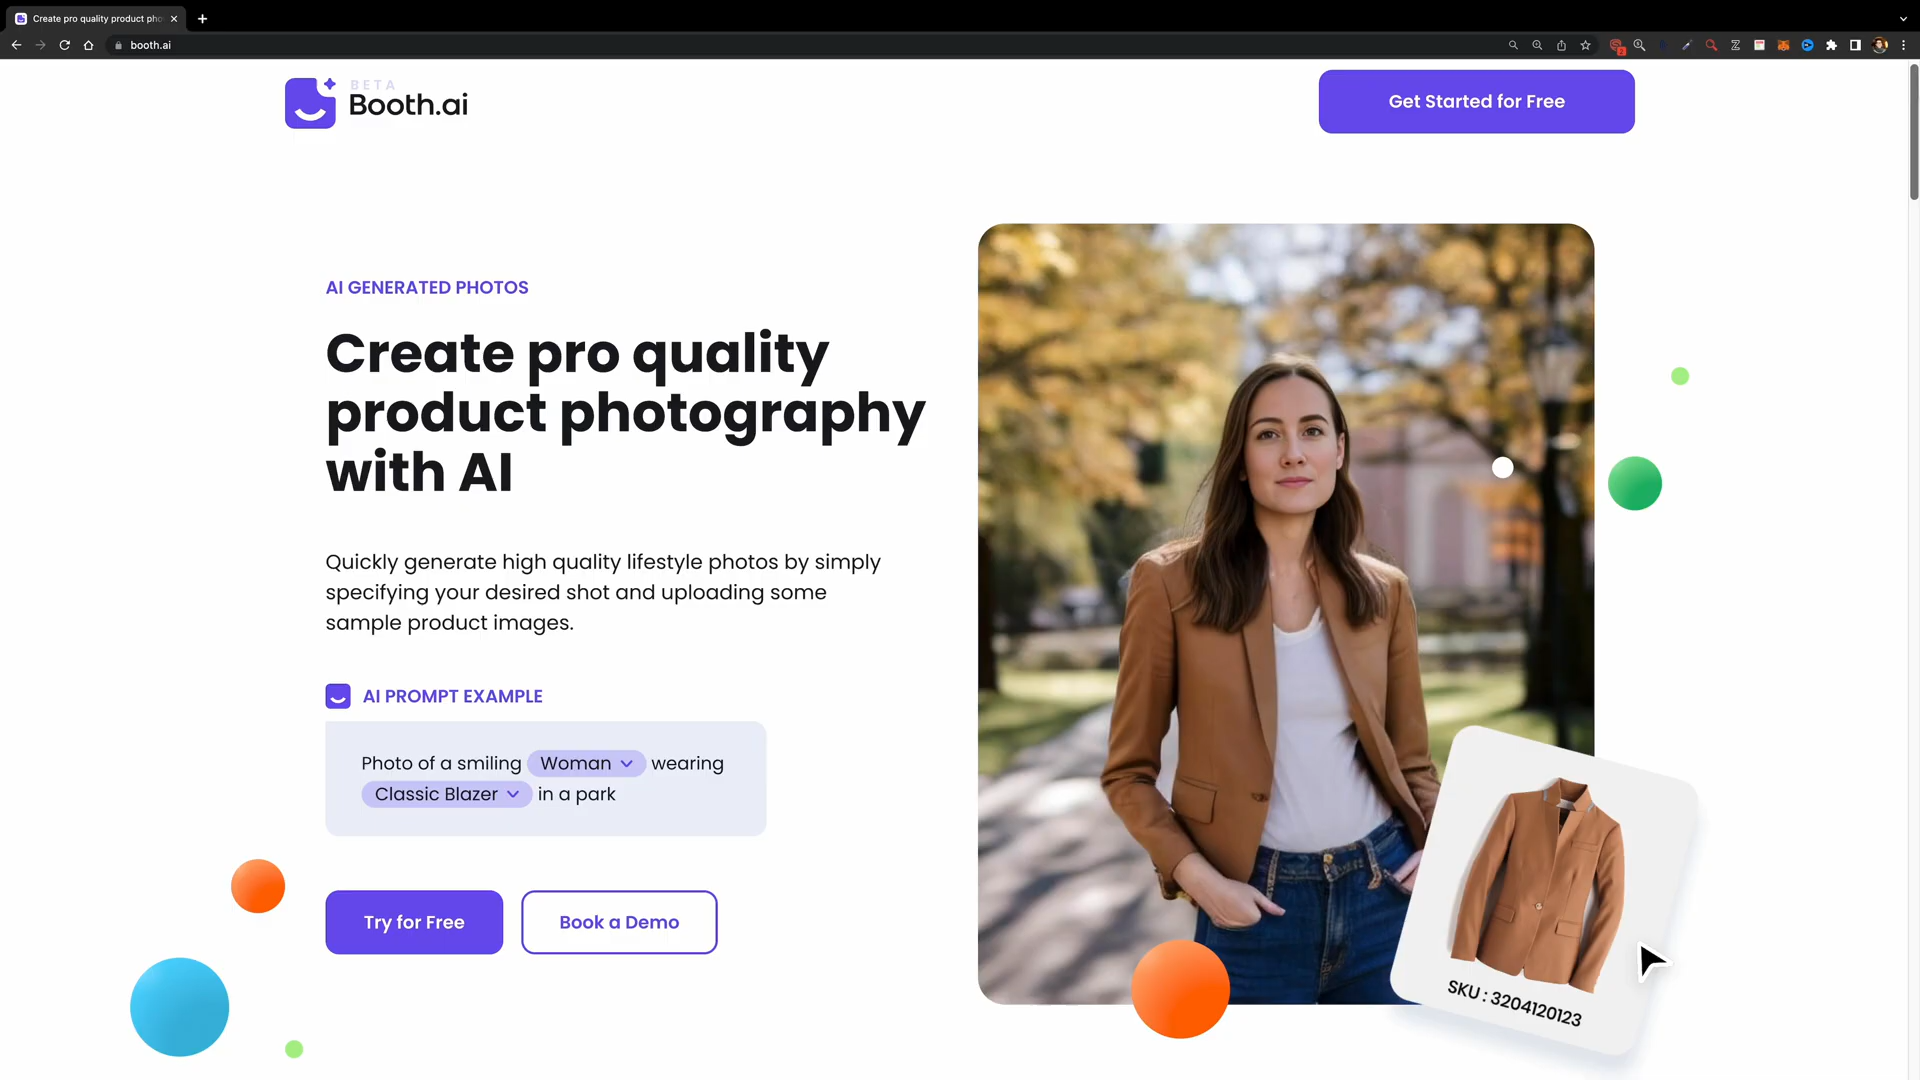 Create pro quality product pho
booth.ai
2
BETA
Booth.ai
Get Started for Free
AI GENERATED PHOTOS
Create pro quality
product photography
with AI
Quickly generate high quality lifestyle photos by simply
specifying your desired shot and uploading some
sample product images.
AI PROMPT EXAMPLE
Photo of a smiling Woman wearing
Classic Blazer in a park
Try for Free
Book a Demo
SKU : 3204120123